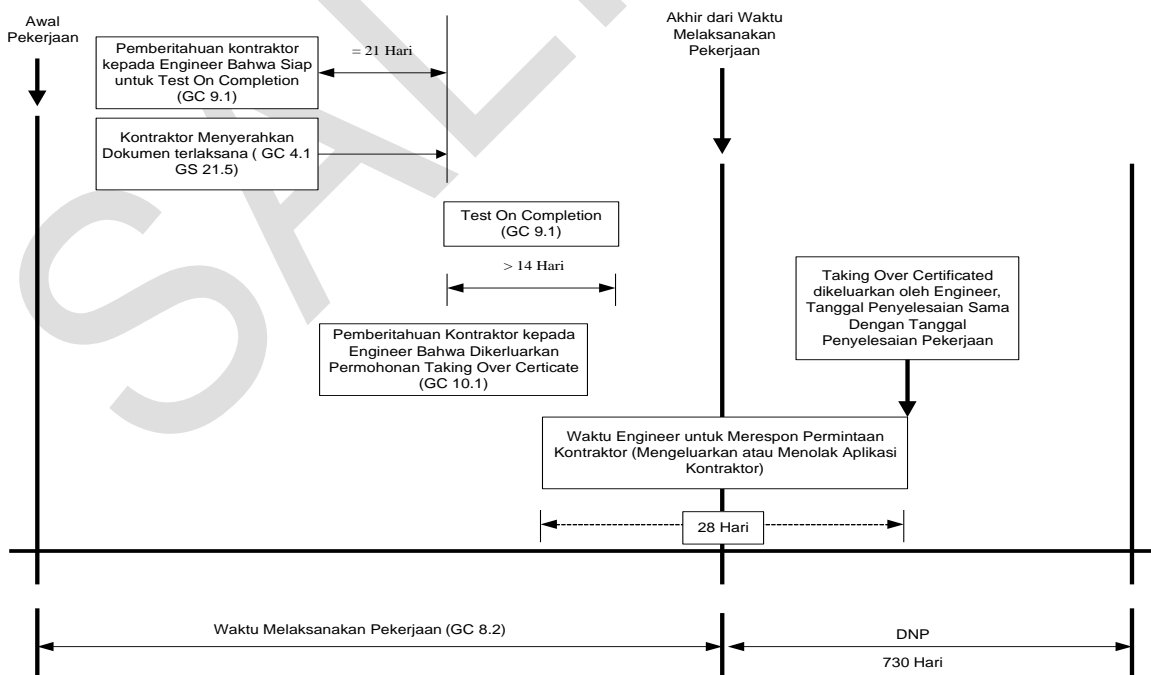 Awal
Pekerjaan
Akhir dari Waktu
Melaksanakan
Pekerjaan
Pemberitahuan kontraktor
kepada Engineer Bahwa Siap
untuk Test On Completion
(GC 9.1)
= 21 Hari
Kontraktor Menyerahkan
Dokumen terlaksana ( GC 4.1
GS 21.5)
Test On Completion
(GC 9.1)
> 14 Hari
Taking Over Certificated
dikeluarkan oleh Engineer,
Tanggal Penyelesaian Sama
Dengan Tanggal
Penyelesaian Pekerjaan
Pemberitahuan Kontraktor kepada
Engineer Bahwa Dikerluarkan
Permohonan Taking Over Certicate
(GC 10.1)
Waktu Engineer untuk Merespon Permintaan
Kontraktor (Mengeluarkan atau Menolak Aplikasi
Kontraktor)
28 Hari
Waktu Melaksanakan Pekerjaan (GC 8.2)
DNP
730 Hari